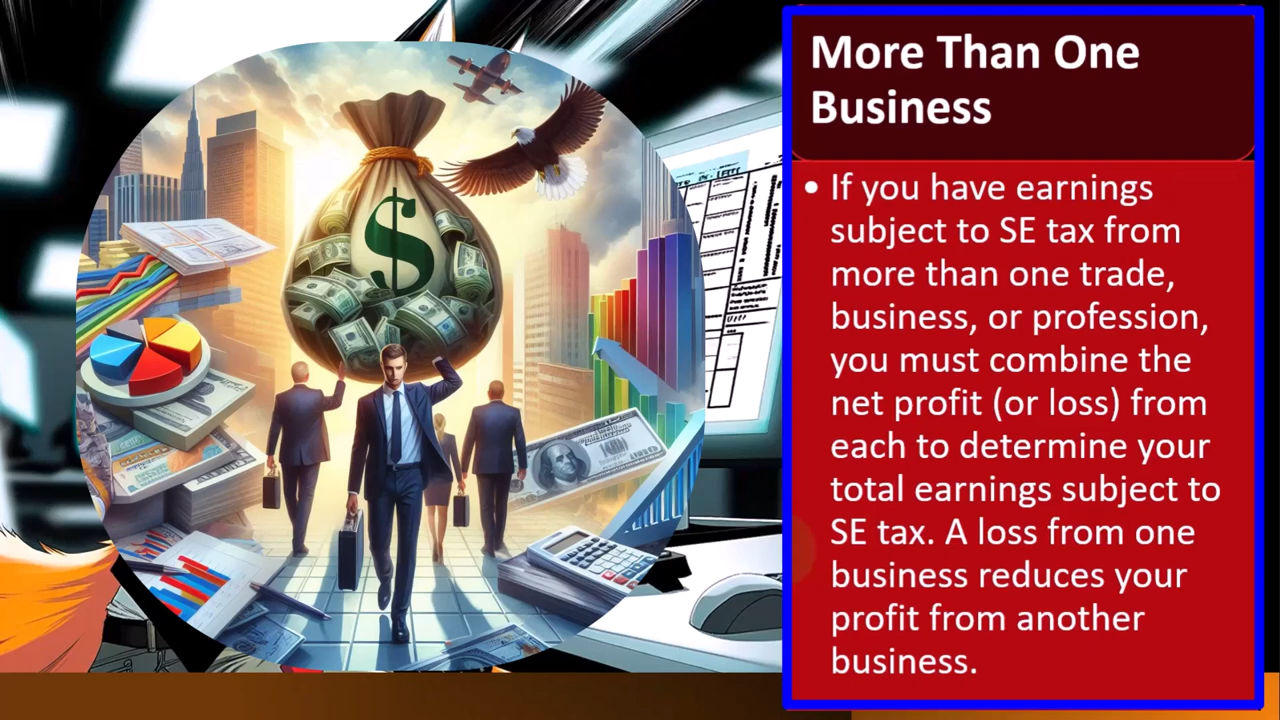 More Than One
Business
• If you have earnings
subject to SE tax from
more than one trade,
business, or profession,
you must combine the
net profit (or loss) from
each to determine your
total earnings subject to
SE tax. A loss from one
business reduces your
profit from another
business.
$